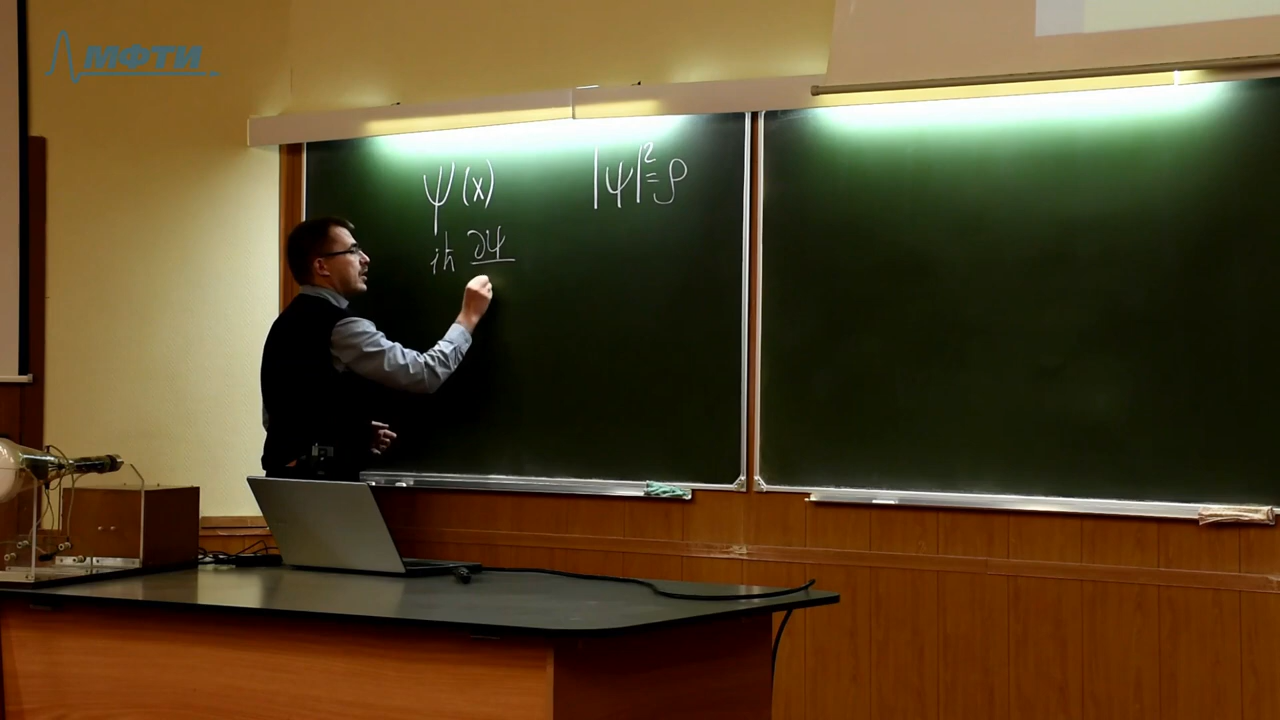 МФТИ
ψ(x)
|ψ|²=ρ
iℏ ∂ψ